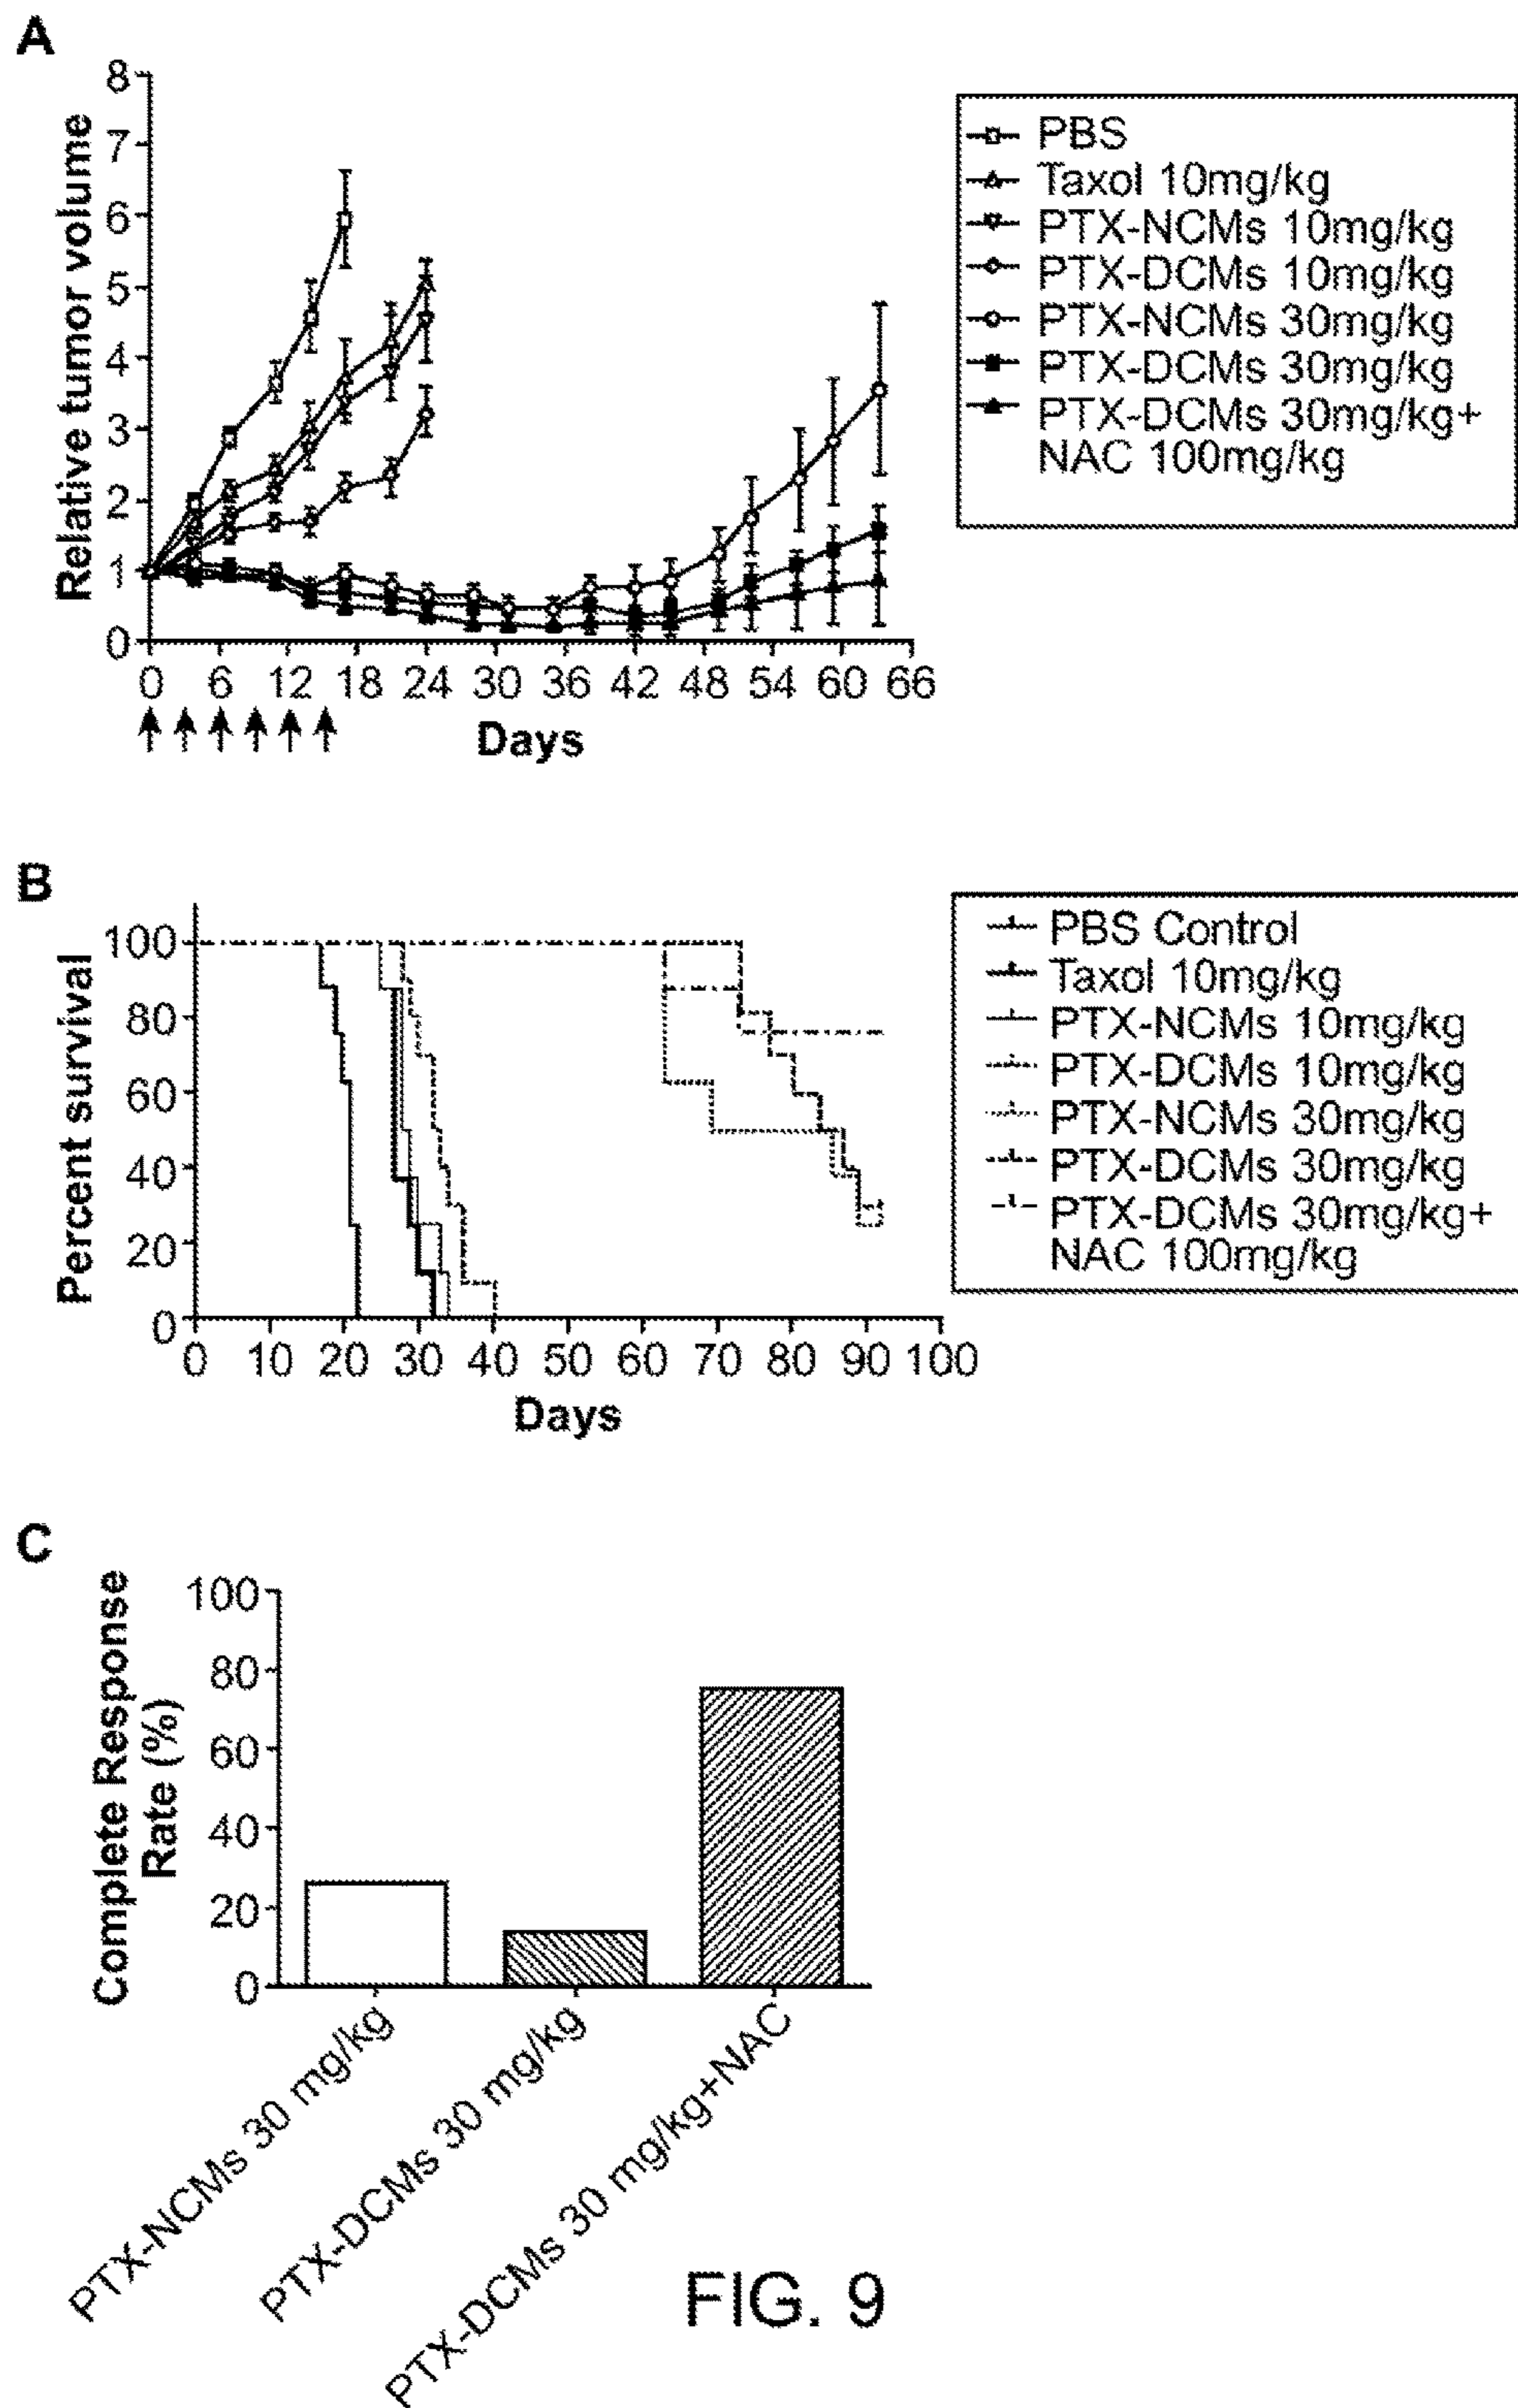 A
Relative tumor volume
8
7
6
5
4
3
2
1
0
0 6 12 18 24 30 36 42 48 54 60 66
Days
PBS
Taxol 10mg/kg
PTX-NCMs 10mg/kg
PTX-DCMs 10mg/kg
PTX-NCMs 30mg/kg
PTX-DCMs 30mg/kg
PTX-DCMs 30mg/kg+
NAC 100mg/kg
B
Percent survival
100
80
60
40
20
0
0 10 20 30 40 50 60 70 80 90 100
Days
PBS Control
Taxol 10mg/kg
PTX-NCMs 10mg/kg
PTX-DCMs 10mg/kg
PTX-NCMs 30mg/kg
PTX-DCMs 30mg/kg
PTX-DCMs 30mg/kg+
NAC 100mg/kg
C
Complete Response
Rate (%)
100
80
60
40
20
0
PTX-NCMs 30 mg/kg
PTX-DCMs 30 mg/kg
PTX-DCMs 30 mg/kg+NAC
FIG. 9